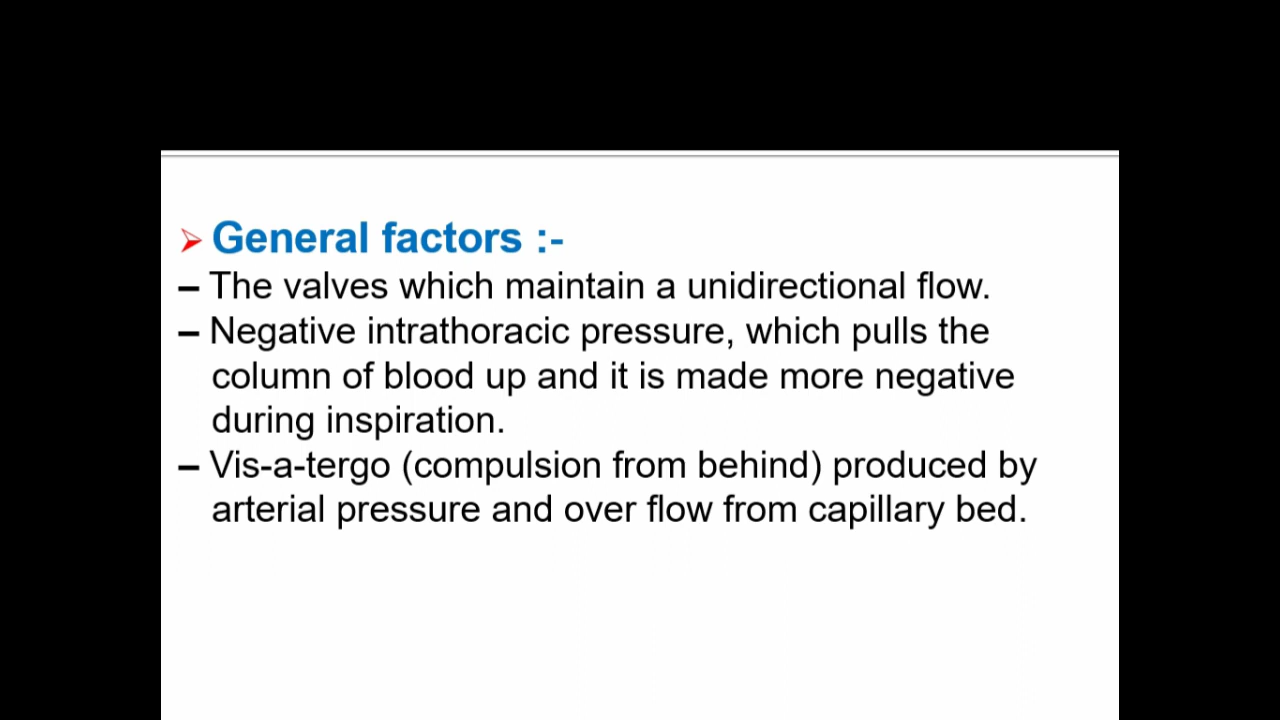 ➢ General factors :-
– The valves which maintain a unidirectional flow.
– Negative intrathoracic pressure, which pulls the
column of blood up and it is made more negative
during inspiration.
– Vis-a-tergo (compulsion from behind) produced by
arterial pressure and over flow from capillary bed.